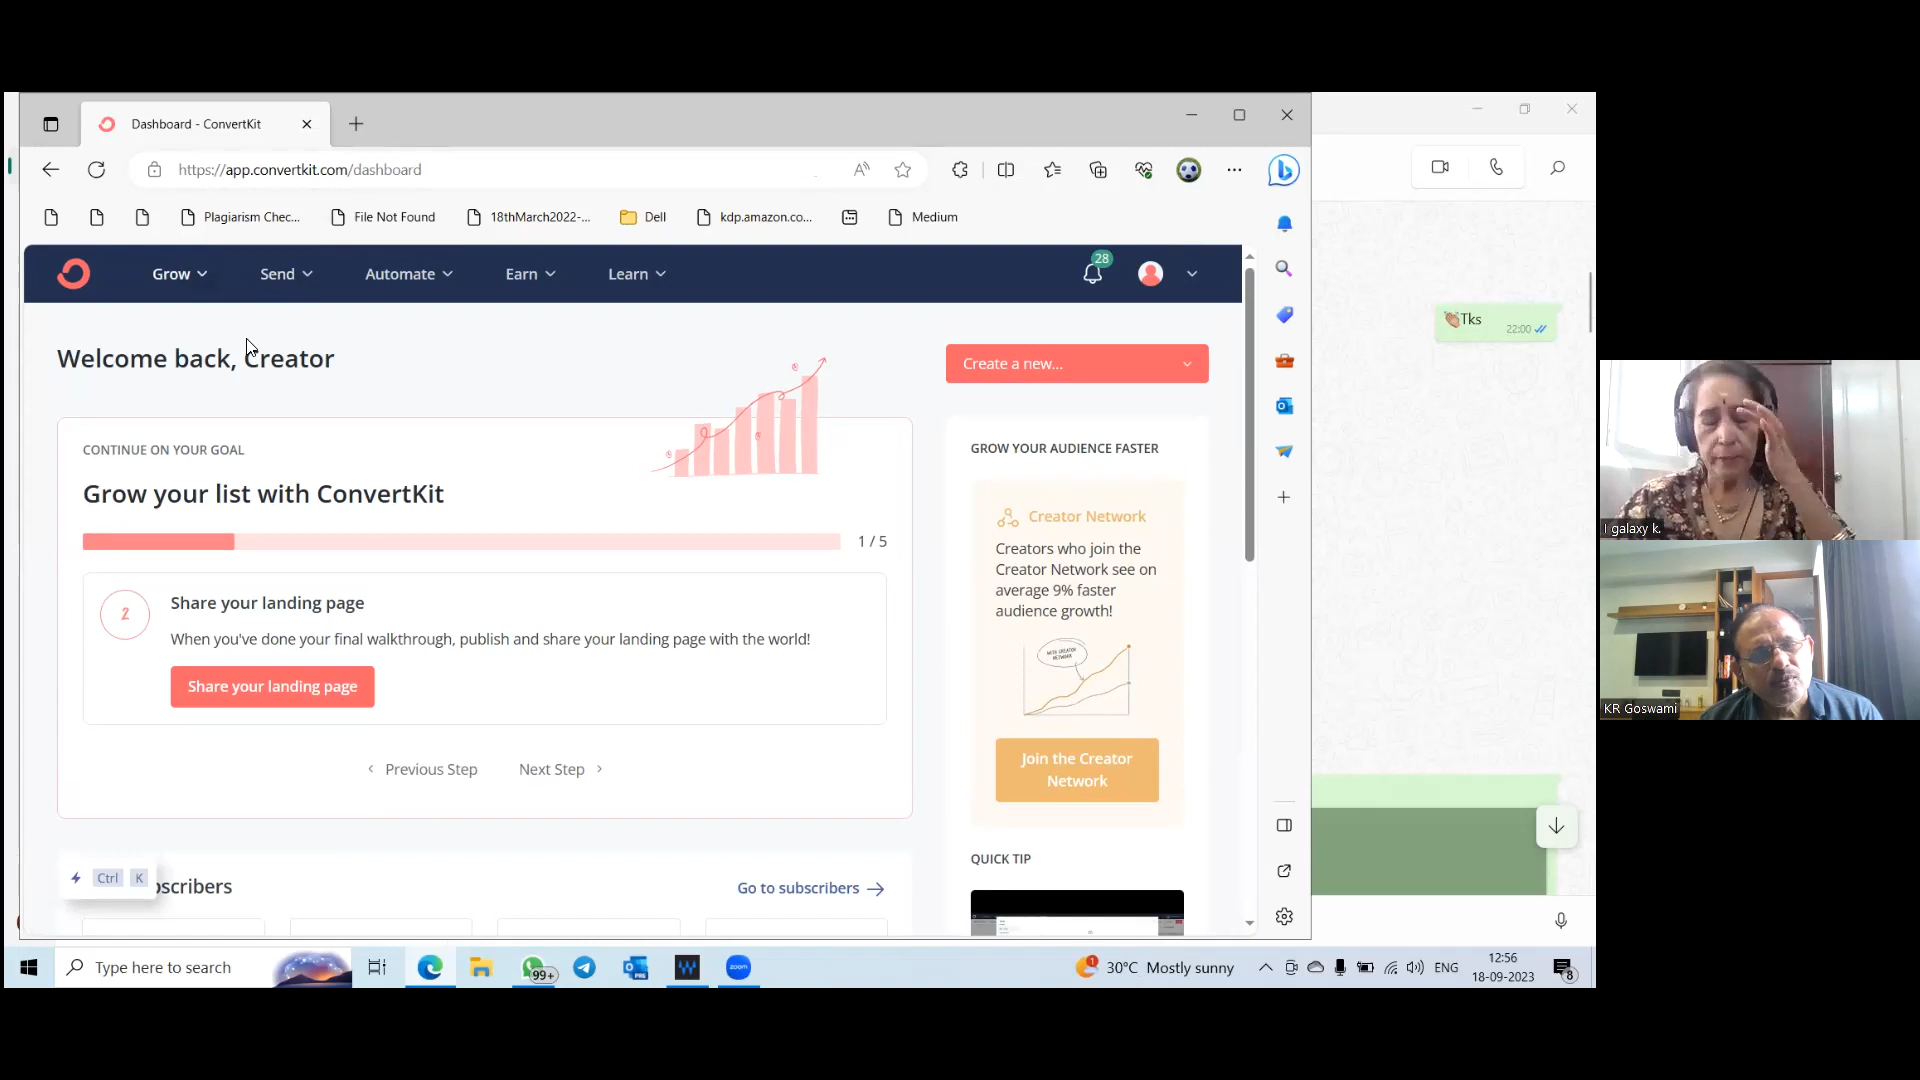 Dashboard - ConvertKit
https://app.convertkit.com/dashboard
Plagiarism Chec...
File Not Found
18thMarch2022-...
Dell
kdp.amazon.co...
Medium
Grow
Send
Automate
Earn
Learn
28
Welcome back, Creator
Create a new...
CONTINUE ON YOUR GOAL
Grow your list with ConvertKit
1 / 5
2
Share your landing page
When you've done your final walkthrough, publish and share your landing page with the world!
Share your landing page
Previous Step
Next Step
GROW YOUR AUDIENCE FASTER
Creator Network
Creators who join the
Creator Network see on
average 9% faster
audience growth!
WITH CREATOR
NETWORK
Join the Creator
Network
QUICK TIP
Ctrl K
bscribers
Go to subscribers
Tks
22:00
I galaxy k.
KR Goswami
Type here to search
99+
zoom
30°C Mostly sunny
ENG
12:56
18-09-2023
8